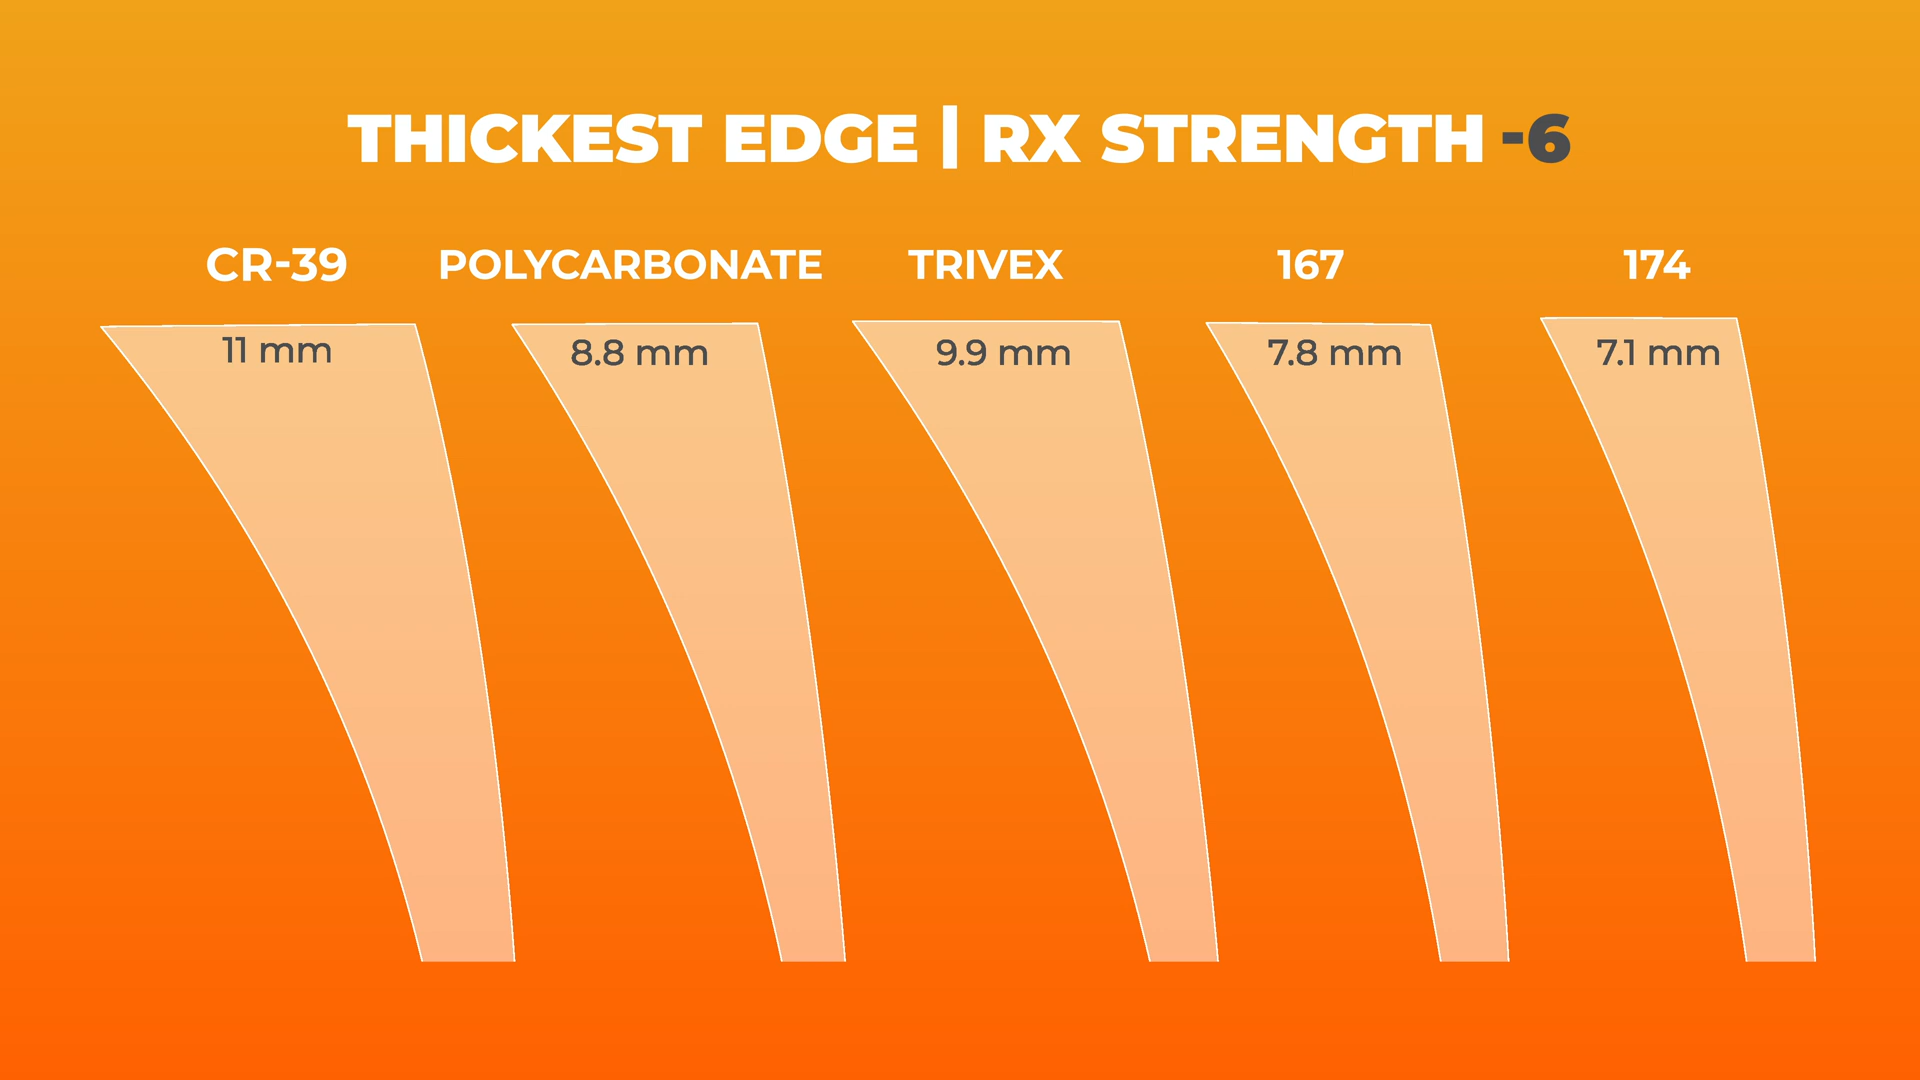 THICKEST EDGE | RX STRENGTH -6
CR-39 POLYCARBONATE TRIVEX 167 174
11 mm 8.8 mm 9.9 mm 7.8 mm 7.1 mm